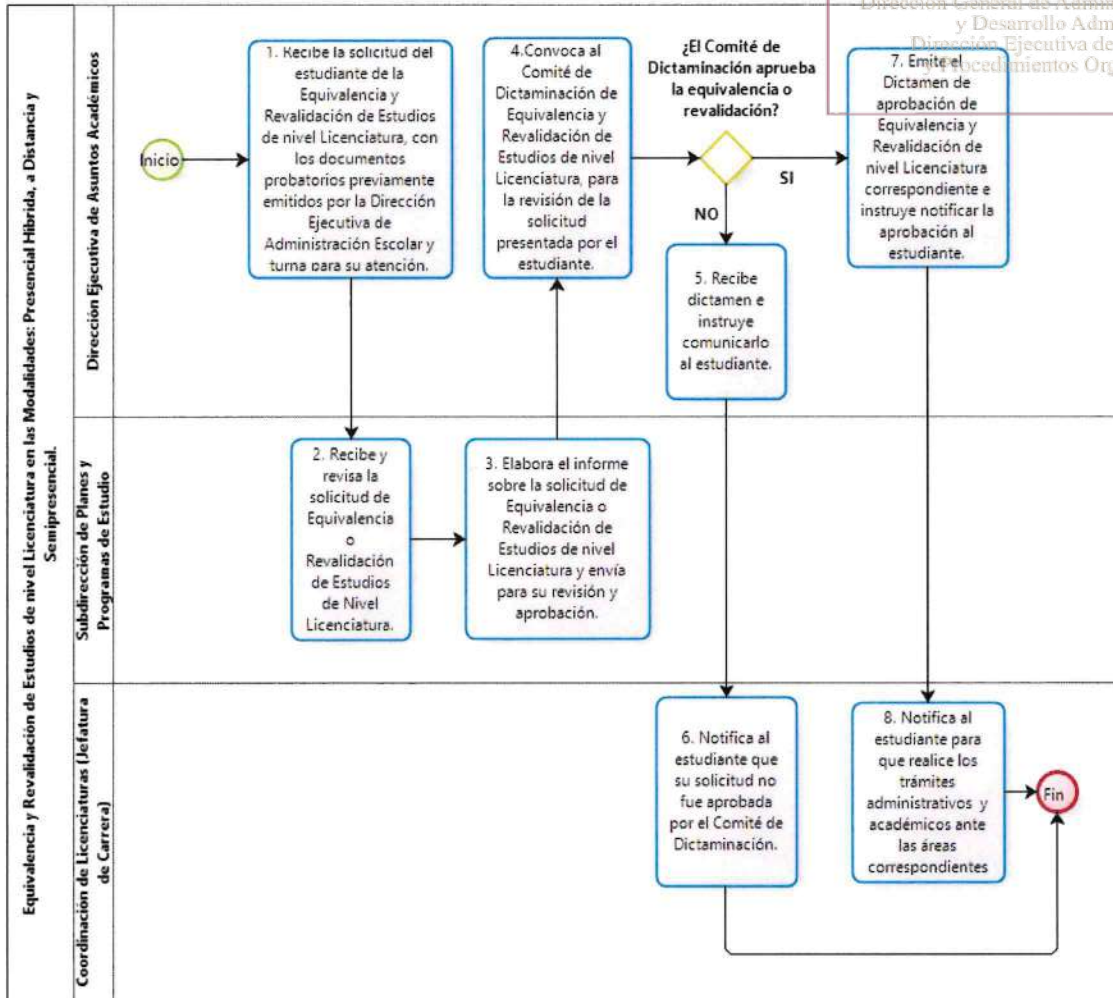 Dirección General de Admin
y Desarrollo Adm
Dirección Ejecutiva de
y Procedimientos Org
Equivalencia y Revalidación de Estudios de nivel Licenciatura en las Modalidades: Presencial Híbrida, a Distancia y
Semipresencial.
Dirección Ejecutiva de Asuntos Académicos
Inicio
1. Recibe la solicitud del
estudiante de la
Equivalencia y
Revalidación de Estudios
de nivel Licenciatura, con
los documentos
probatorios previamente
emitidos por la Dirección
Ejecutiva de
Administración Escolar y
turna para su atención.
4.Convoca al
Comité de
Dictaminación de
Equivalencia y
Revalidación de
Estudios de nivel
Licenciatura, para
la revisión de la
solicitud
presentada por el
estudiante.
¿El Comité de
Dictaminación aprueba
la equivalencia o
revalidación?
SI
NO
7. Emite el
Dictamen de
aprobación de
Equivalencia y
Revalidación de
nivel Licenciatura
correspondiente e
instruye notificar la
aprobación al
estudiante.
5. Recibe
dictamen e
instruye
comunicarlo
al estudiante.
Subdirección de Planes y
Programas de Estudio
2. Recibe y
revisa la
solicitud de
Equivalencia
o
Revalidación
de Estudios
de Nivel
Licenciatura.
3. Elabora el informe
sobre la solicitud de
Equivalencia o
Revalidación de
Estudios de nivel
Licenciatura y envía
para su revisión y
aprobación.
Coordinación de Licenciaturas (Jefatura
de Carrera)
6. Notifica al
estudiante que
su solicitud no
fue aprobada
por el Comité de
Dictaminación.
8. Notifica al
estudiante para
que realice los
trámites
administrativos y
académicos ante
las áreas
correspondientes
Fin